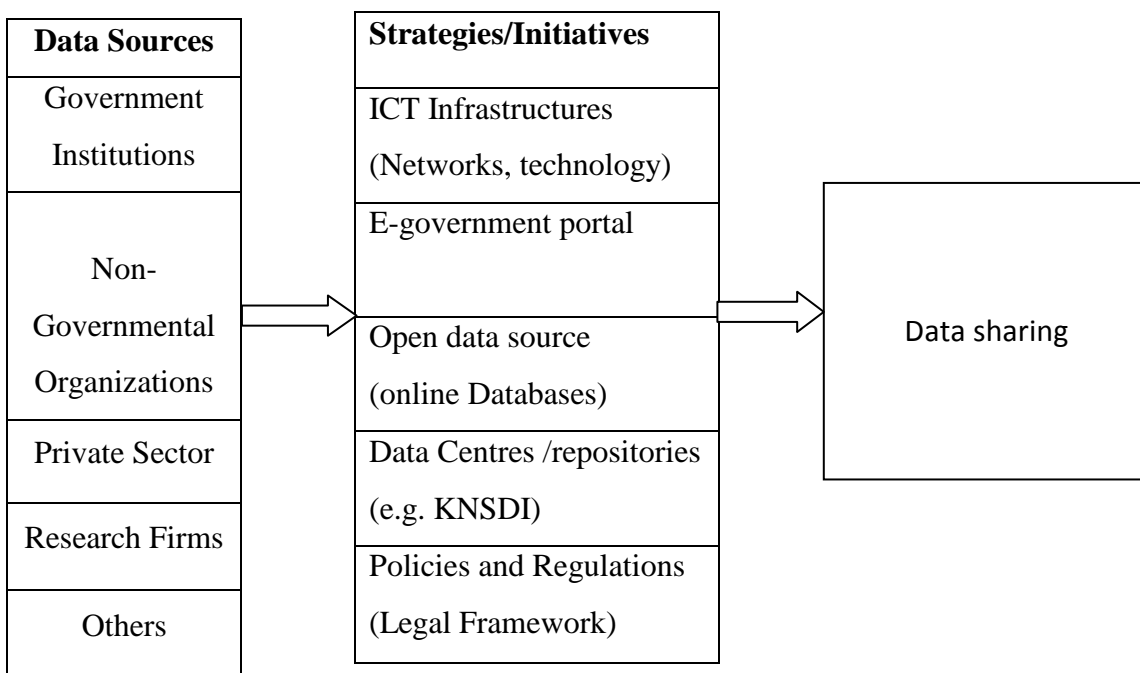 Data Sources
Government
Institutions
Non-
Governmental
Organizations
Private Sector
Research Firms
Others
Strategies/Initiatives
ICT Infrastructures
(Networks, technology)
E-government portal
Open data source
(online Databases)
Data Centres /repositories
(e.g. KNSDI)
Policies and Regulations
(Legal Framework)
Data sharing